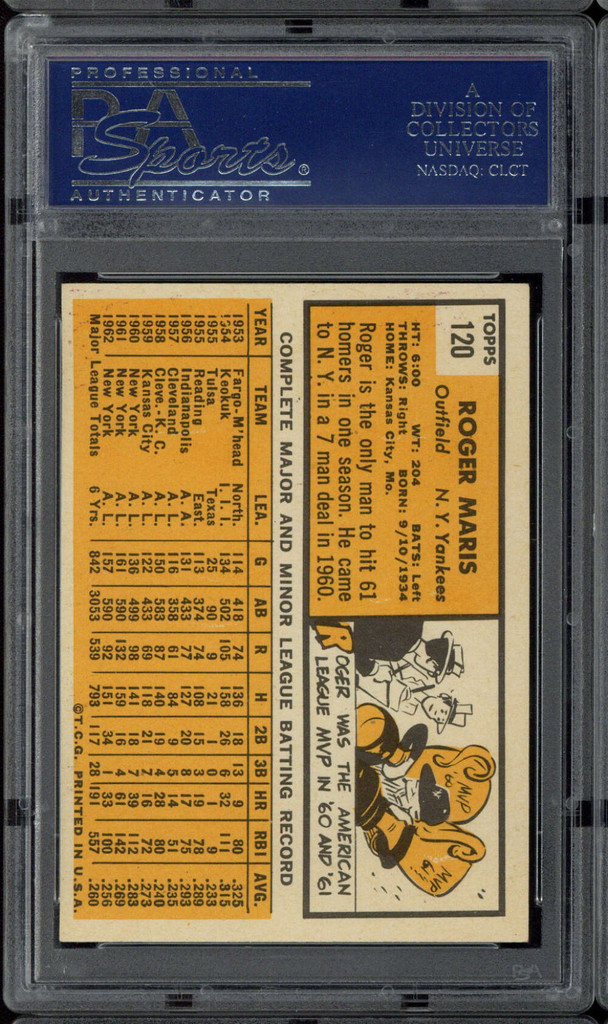 PROFESSIONAL
PSA
Sports®
AUTHENTICATOR
A
DIVISION OF
COLLECTORS
UNIVERSE
NASDAQ: CLCT
TOPPS
120
ROGER MARIS
Outfield N. Y. Yankees
HT: 6:00 WT: 204 BATS: Left
THROWS: Right BORN: 9/10/1934
HOME: Kansas City, Mo.
Roger is the only man to hit 61
homers in one season. He came
to N. Y. in a 7 man deal in 1960.
'60 MVP
MVP '61
ROGER WAS THE AMERICAN
LEAGUE MVP IN '60 AND '61
COMPLETE MAJOR AND MINOR LEAGUE BATTING RECORD
YEAR TEAM LEA. G AB R H 2B 3B HR RBI AVG.
1953 Fargo-M'head North. 114 418 74 136 18 13 9 80 .325
1954 Keokuk I. I. I. 134 502 105 158 26 6 32 111 .315
1955 Tulsa Texas 25 90 9 21 1 9 .233
1955 Reading East. 113 374 74 108 15 3 19 78 .289
1956 Indianapolis A. A. 131 433 77 127 20 8 17 75 .293
1957 Cleveland A. L. 116 358 61 84 9 5 14 51 .235
1958 Cleve.-K. C. A. L. 150 583 87 140 19 4 28 80 .240
1959 Kansas City A. L. 122 433 69 118 21 7 16 72 .273
1960 New York A. L. 136 499 98 141 18 7 39 112 .283
1961 New York A. L. 161 590 132 159 16 4 61 142 .269
1962 New York A. L. 157 590 92 151 34 1 33 100 .256
Major League Totals 6 Yrs. 842 3053 539 793 117 28 191 557 .260
©T.C.G. PRINTED IN U.S.A.
PSA